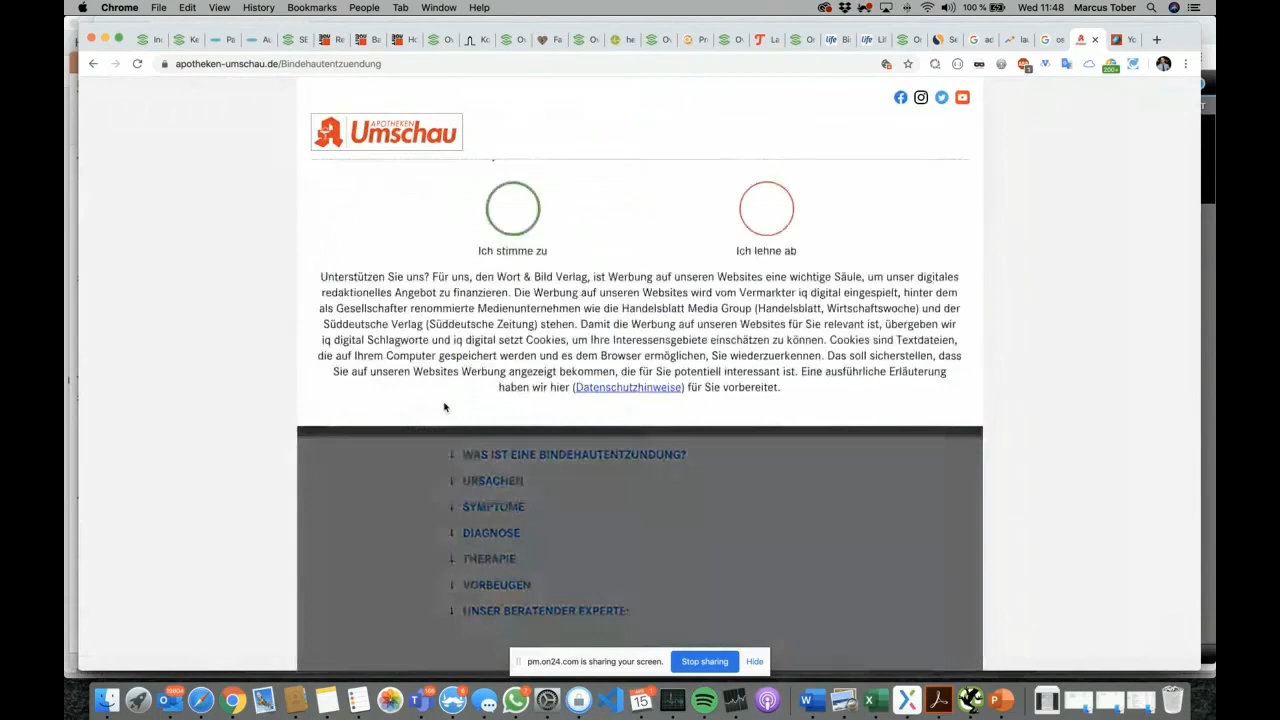 Chrome File Edit View History Bookmarks People Tab Window Help
100 % Wed 11:48 Marcus Tober
apotheken-umschau.de/Bindehautentzuendung
200+
APOTHEKEN
Umschau
Ich stimme zu
Ich lehne ab
Unterstützen Sie uns? Für uns, den Wort & Bild Verlag, ist Werbung auf unseren Websites eine wichtige Säule, um unser digitales
redaktionelles Angebot zu finanzieren. Die Werbung auf unseren Websites wird vom Vermarkter iq digital eingespielt, hinter dem
als Gesellschafter renommierte Medienunternehmen wie die Handelsblatt Media Group (Handelsblatt, Wirtschaftswoche) und der
Süddeutsche Verlag (Süddeutsche Zeitung) stehen. Damit die Werbung auf unseren Websites für Sie relevant ist, übergeben wir
iq digital Schlagworte und iq digital setzt Cookies, um Ihre Interessensgebiete einschätzen zu können. Cookies sind Textdateien,
die auf Ihrem Computer gespeichert werden und es dem Browser ermöglichen, Sie wiederzuerkennen. Das soll sicherstellen, dass
Sie auf unseren Websites Werbung angezeigt bekommen, die für Sie potentiell interessant ist. Eine ausführliche Erläuterung
haben wir hier (Datenschutzhinweise) für Sie vorbereitet.
WAS IST EINE BINDEHAUTENTZÜNDUNG?
URSACHEN
SYMPTOME
DIAGNOSE
THERAPIE
VORBEUGEN
UNSER BERATENDER EXPERTE:
pm.on24.com is sharing your screen. Stop sharing Hide